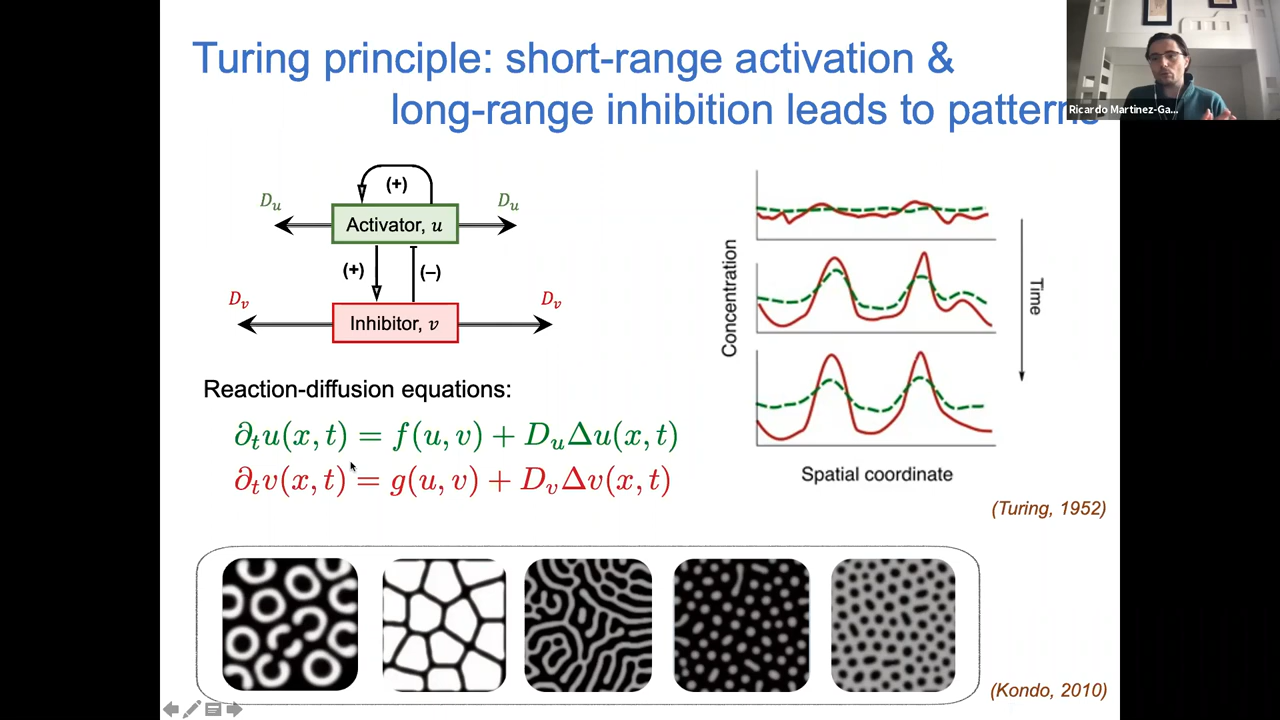 Turing principle: short-range activation &
long-range inhibition leads to patterns
Ricardo Martinez-Ga...
(+)
D_u
D_u
Activator, u
(+)
(–)
D_v
D_v
Inhibitor, v
Reaction-diffusion equations:
∂_t u(x, t) = f(u, v) + D_u Δu(x, t)
∂_t v(x, t) = g(u, v) + D_v Δv(x, t)
Concentration
Time
Spatial coordinate
(Turing, 1952)
(Kondo, 2010)